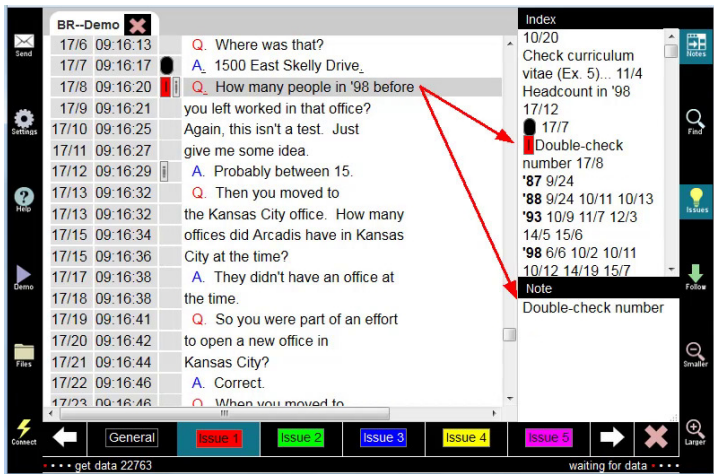 BR--Demo
Send
Settings
Help
Demo
Files
Connect
17/6 09:16:13 Q. Where was that?
17/7 09:16:17 A. 1500 East Skelly Drive.
17/8 09:16:20 I Q. How many people in '98 before
17/9 09:16:21 you left worked in that office?
17/10 09:16:25 Again, this isn't a test. Just
17/11 09:16:27 give me some idea.
17/12 09:16:29 A. Probably between 15.
17/13 09:16:32 Q. Then you moved to
17/13 09:16:32 the Kansas City office. How many
17/15 09:16:34 offices did Arcadis have in Kansas
17/15 09:16:36 City at the time?
17/17 09:16:38 A. They didn't have an office at
17/18 09:16:38 the time.
17/19 09:16:41 Q. So you were part of an effort
17/20 09:16:42 to open a new office in
17/21 09:16:44 Kansas City?
17/22 09:16:46 A. Correct.
17/23 09:16:46 Q. When you moved to
Index
10/20
Check curriculum
vitae (Ex. 5)... 11/4
Headcount in '98
17/12
17/7
I Double-check
number 17/8
'87 9/24
'88 9/24 10/11 10/13
'93 10/9 11/7 12/3
14/5 15/6
'98 6/6 10/2 10/11
10/12 14/19 15/7
Note
Double-check number
Notes
Find
Issues
Follow
Smaller
Larger
General Issue 1 Issue 2 Issue 3 Issue 4 Issue 5
get data 22763 waiting for data